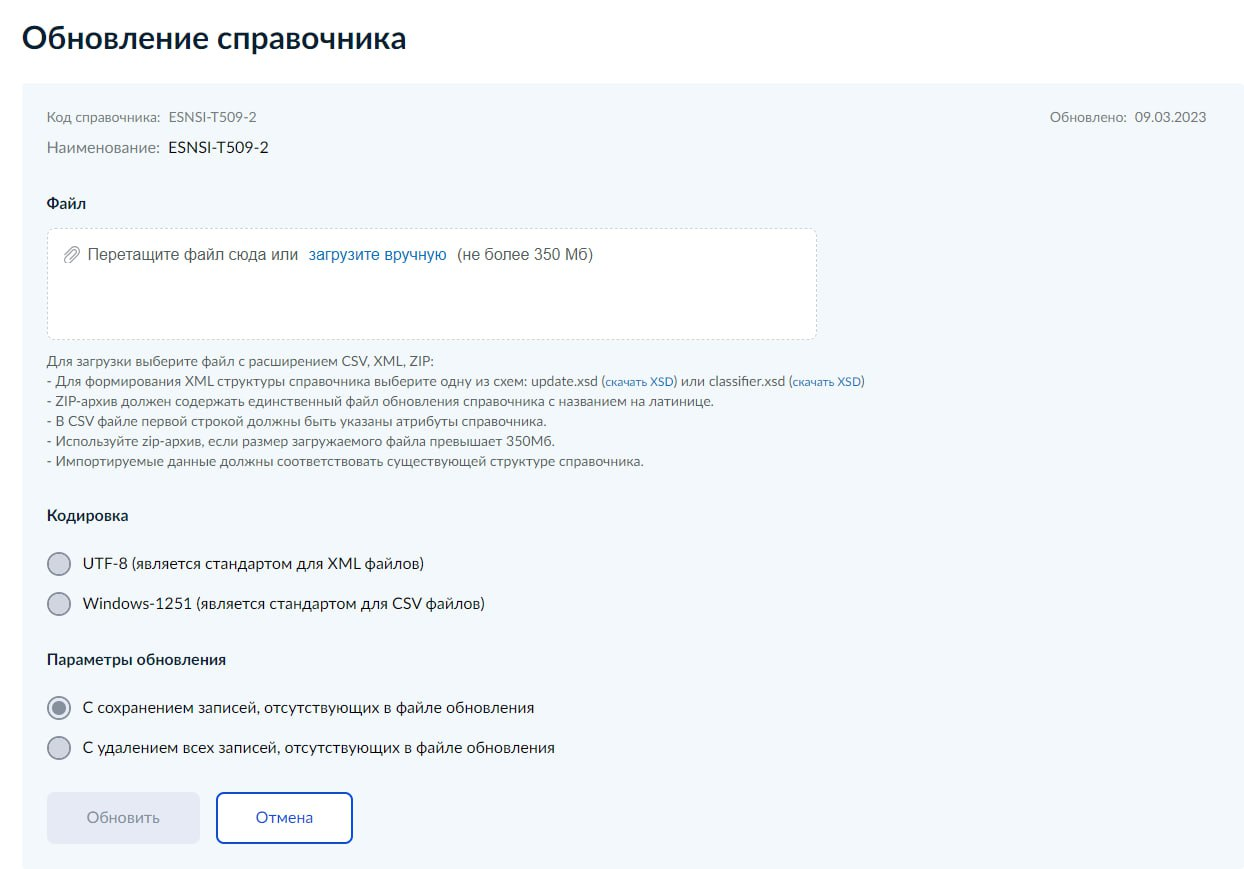 Обновление справочника
Код справочника: ESNSI-T509-2
Обновлено: 09.03.2023
Наименование: ESNSI-T509-2
Файл
Перетащите файл сюда или загрузите вручную (не более 350 Мб)
Для загрузки выберите файл с расширением CSV, XML, ZIP:
- Для формирования XML структуры справочника выберите одну из схем: update.xsd (скачать XSD) или classifier.xsd (скачать XSD)
- ZIP-архив должен содержать единственный файл обновления справочника с названием на латинице.
- В CSV файле первой строкой должны быть указаны атрибуты справочника.
- Используйте zip-архив, если размер загружаемого файла превышает 350Мб.
- Импортируемые данные должны соответствовать существующей структуре справочника.
Кодировка
UTF-8 (является стандартом для XML файлов)
Windows-1251 (является стандартом для CSV файлов)
Параметры обновления
С сохранением записей, отсутствующих в файле обновления
С удалением всех записей, отсутствующих в файле обновления
Обновить Отмена